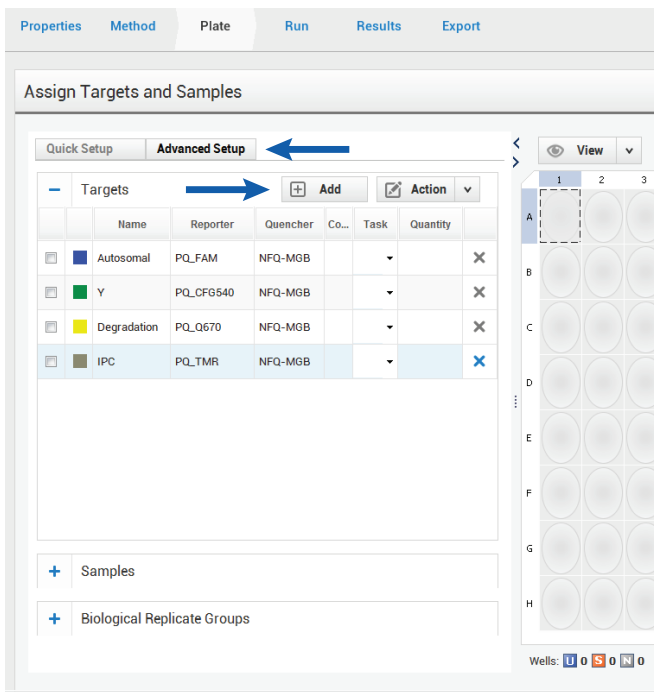 Properties Method Plate Run Results Export
Assign Targets and Samples
Quick Setup Advanced Setup
View
Targets Add Action
1 2 3
Name Reporter Quencher Co... Task Quantity
A
Autosomal PQ_FAM NFQ-MGB
B
Y PQ_CFG540 NFQ-MGB
Degradation PQ_Q670 NFQ-MGB
C
IPC PQ_TMR NFQ-MGB
D
E
F
G
Samples
H
Biological Replicate Groups
Wells: U 0 S 0 N 0